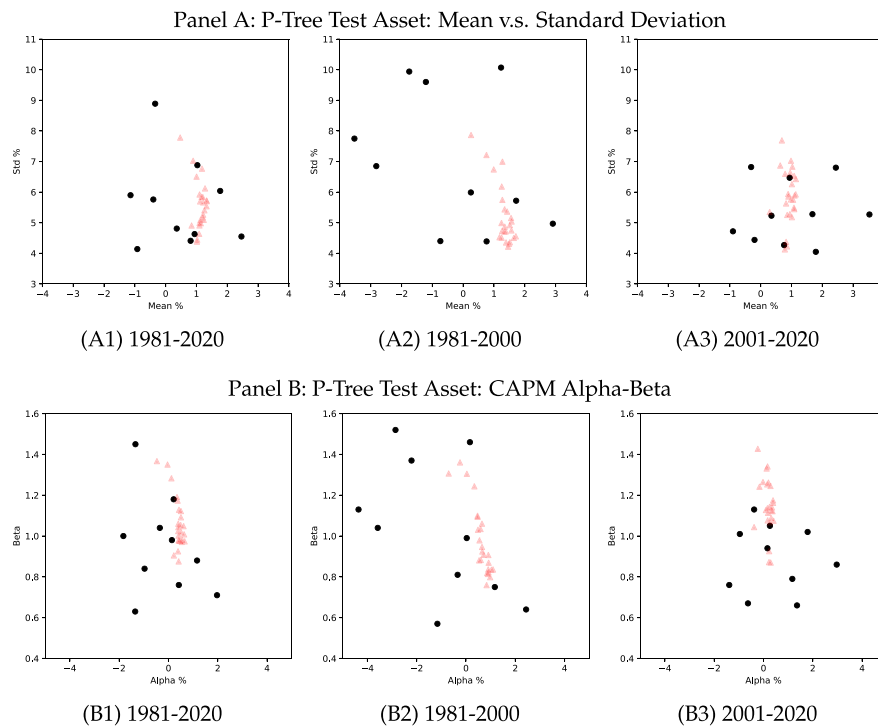 Panel A: P-Tree Test Asset: Mean v.s. Standard Deviation
11
10
9
8
7
6
5
4
3
Std %
−4 −3 −2 −1 0 1 2 3 4
Mean %
(A1) 1981-2020
11
10
9
8
7
6
5
4
3
Std %
−4 −3 −2 −1 0 1 2 3 4
Mean %
(A2) 1981-2000
11
10
9
8
7
6
5
4
3
Std %
−4 −3 −2 −1 0 1 2 3 4
Mean %
(A3) 2001-2020
Panel B: P-Tree Test Asset: CAPM Alpha-Beta
1.6
1.4
1.2
1.0
0.8
0.6
0.4
Beta
−4 −2 0 2 4
Alpha %
(B1) 1981-2020
1.6
1.4
1.2
1.0
0.8
0.6
0.4
Beta
−4 −2 0 2 4
Alpha %
(B2) 1981-2000
1.6
1.4
1.2
1.0
0.8
0.6
0.4
Beta
−4 −2 0 2 4
Alpha %
(B3) 2001-2020